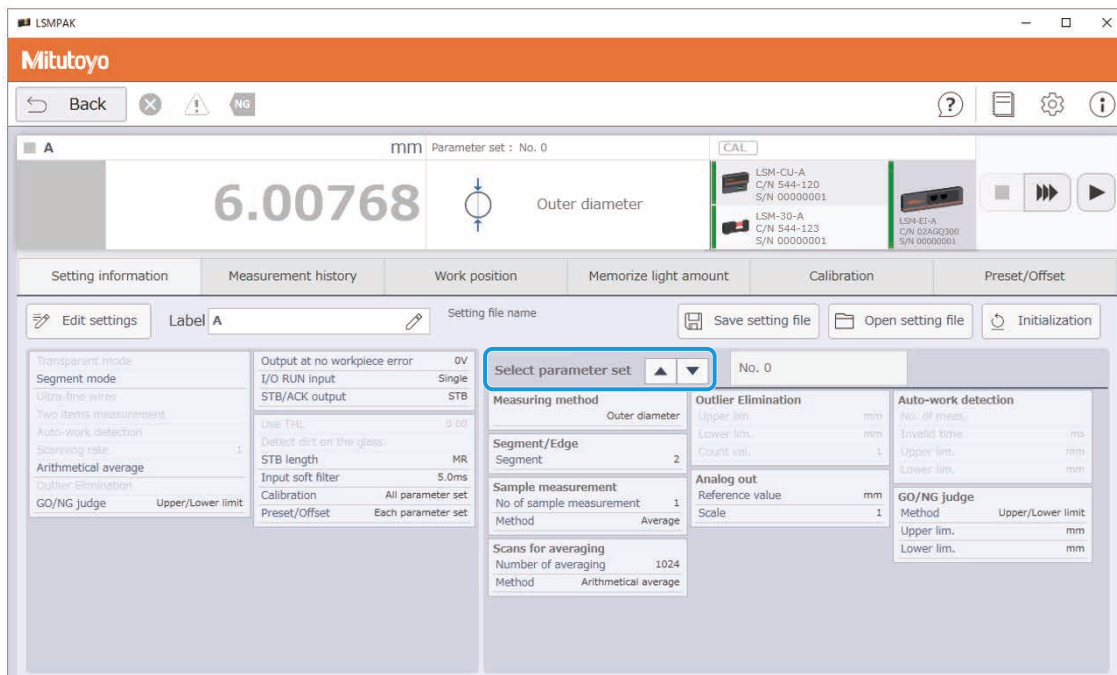 LSMPAK
Mitutoyo
Back
NG
A
mm
Parameter set : No. 0
CAL
6.00768
Outer diameter
LSM-CU-A
C/N 544-120
S/N 00000001
LSM-30-A
C/N 544-123
S/N 00000001
LSM-EI-A
C/N 02AGQ300
S/N 00000001
Setting information
Measurement history
Work position
Memorize light amount
Calibration
Preset/Offset
Edit settings
Label A
Setting file name
Save setting file
Open setting file
Initialization
Transparent mode
Segment mode
Ultra-fine wires
Two items measurement
Auto-work detection
Scanning rate 1
Arithmetical average
Outlier Elimination
GO/NG judge Upper/Lower limit
Output at no workpiece error 0V
I/O RUN input Single
STB/ACK output STB
Use THL 0.00
Detect dirt on the glass.
STB length MR
Input soft filter 5.0ms
Calibration All parameter set
Preset/Offset Each parameter set
Select parameter set
No. 0
Measuring method
Outer diameter
Segment/Edge
Segment 2
Sample measurement
No of sample measurement 1
Method Average
Scans for averaging
Number of averaging 1024
Method Arithmetical average
Outlier Elimination
Upper lim. mm
Lower lim. mm
Count val. 1
Analog out
Reference value mm
Scale 1
Auto-work detection
No. of meas.
Invalid time ms
Upper lim. mm
Lower lim. mm
GO/NG judge
Method Upper/Lower limit
Upper lim. mm
Lower lim. mm